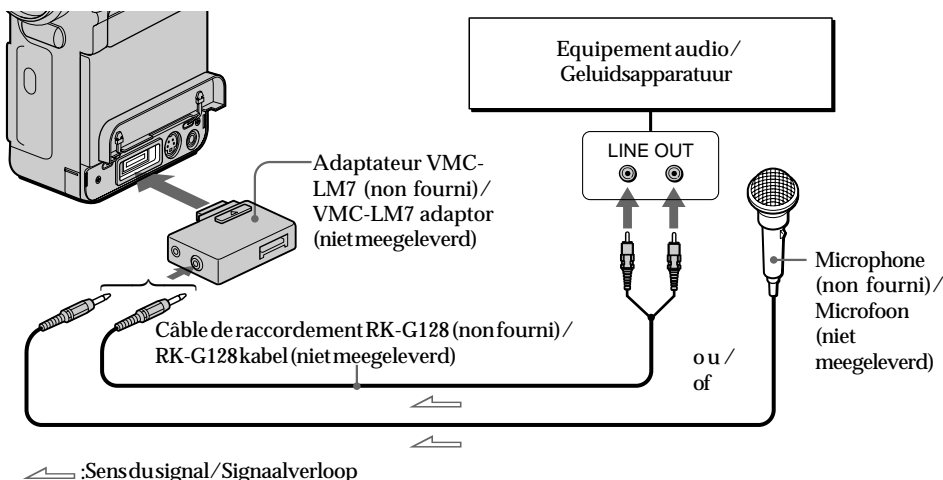 Equipement audio/
Geluidsapparatuur
LINE OUT
Adaptateur VMC-
LM7 (non fourni)/
VMC-LM7 adaptor
(niet meegeleverd)
Microphone
(non fourni)/
Microfoon
(niet
meegeleverd)
Câble de raccordement RK-G128 (non fourni)/
RK-G128 kabel (niet meegeleverd)
ou/
of
:Sens du signal/Signaalverloop